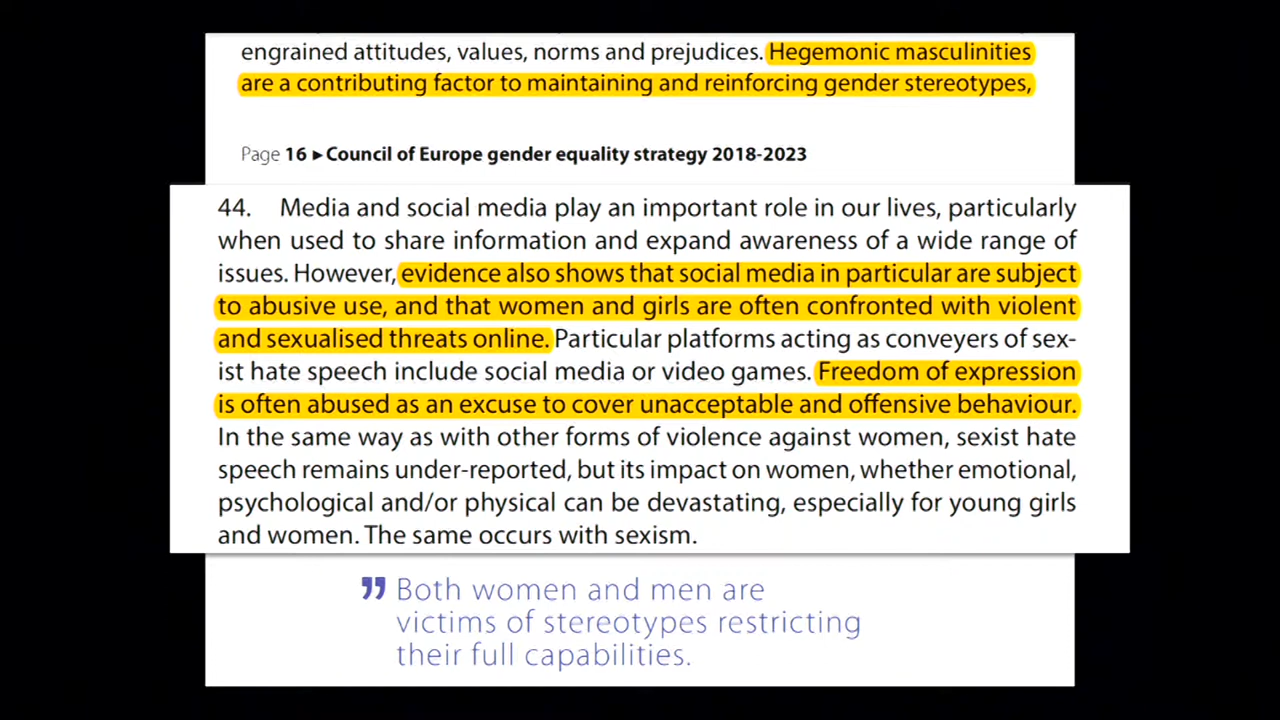 engrained attitudes, values, norms and prejudices. Hegemonic masculinities
are a contributing factor to maintaining and reinforcing gender stereotypes,
Page 16 ▸ Council of Europe gender equality strategy 2018-2023
44. Media and social media play an important role in our lives, particularly
when used to share information and expand awareness of a wide range of
issues. However, evidence also shows that social media in particular are subject
to abusive use, and that women and girls are often confronted with violent
and sexualised threats online. Particular platforms acting as conveyers of sex-
ist hate speech include social media or video games. Freedom of expression
is often abused as an excuse to cover unacceptable and offensive behaviour.
In the same way as with other forms of violence against women, sexist hate
speech remains under-reported, but its impact on women, whether emotional,
psychological and/or physical can be devastating, especially for young girls
and women. The same occurs with sexism.
” Both women and men are
victims of stereotypes restricting
their full capabilities.